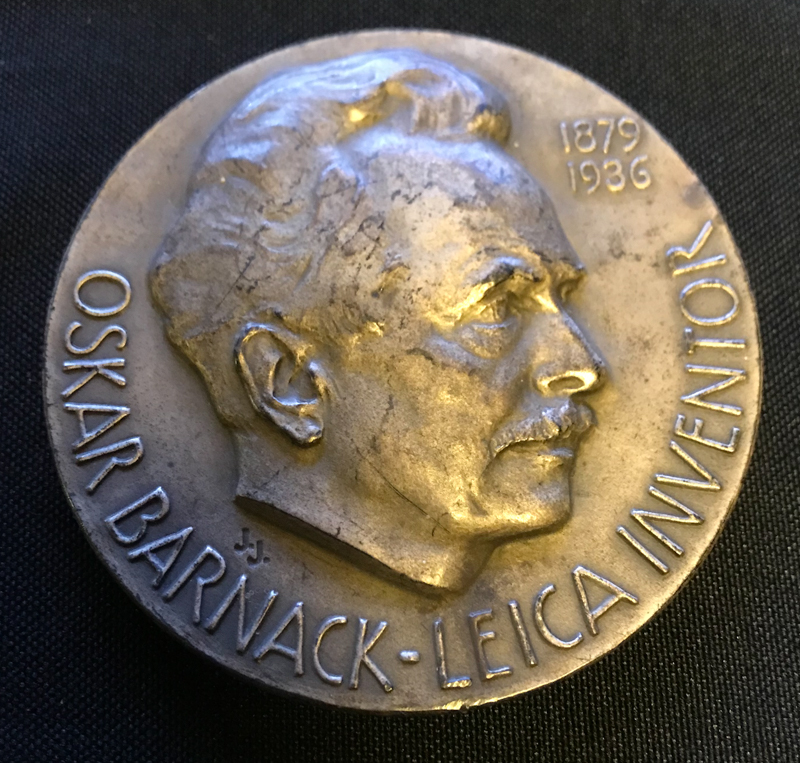 1879
1936
OSKAR BARNACK - LEICA INVENTOR
J.J.